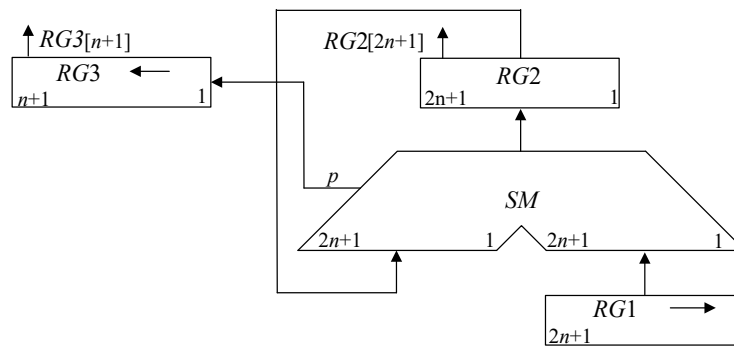 RG3[n+1]
RG2[2n+1]
RG3
n+1 1
RG2
2n+1 1
p
SM
2n+1 1 2n+1 1
RG1
2n+1